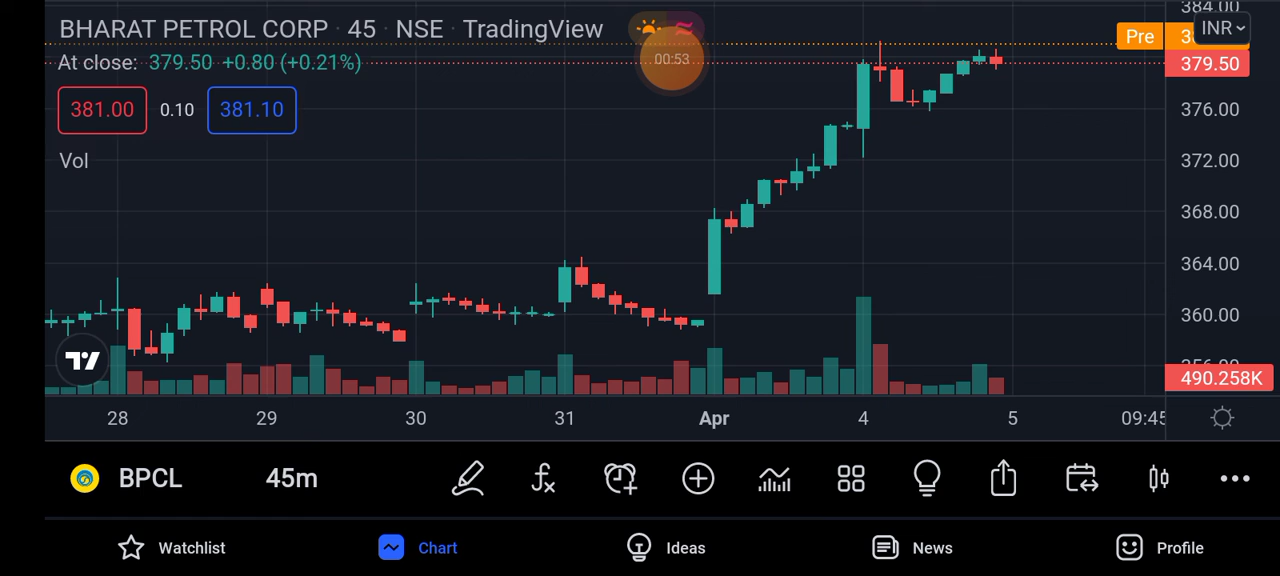 BHARAT PETROL CORP · 45 · NSE · TradingView
384.00
INR
Pre
At close: 379.50 +0.80 (+0.21%)
00:53
379.50
381.00 0.10 381.10
376.00
Vol
372.00
368.00
364.00
360.00
356.00
490.258K
28 29 30 31 Apr 4 5 09:45
BPCL 45m
Watchlist Chart Ideas News Profile